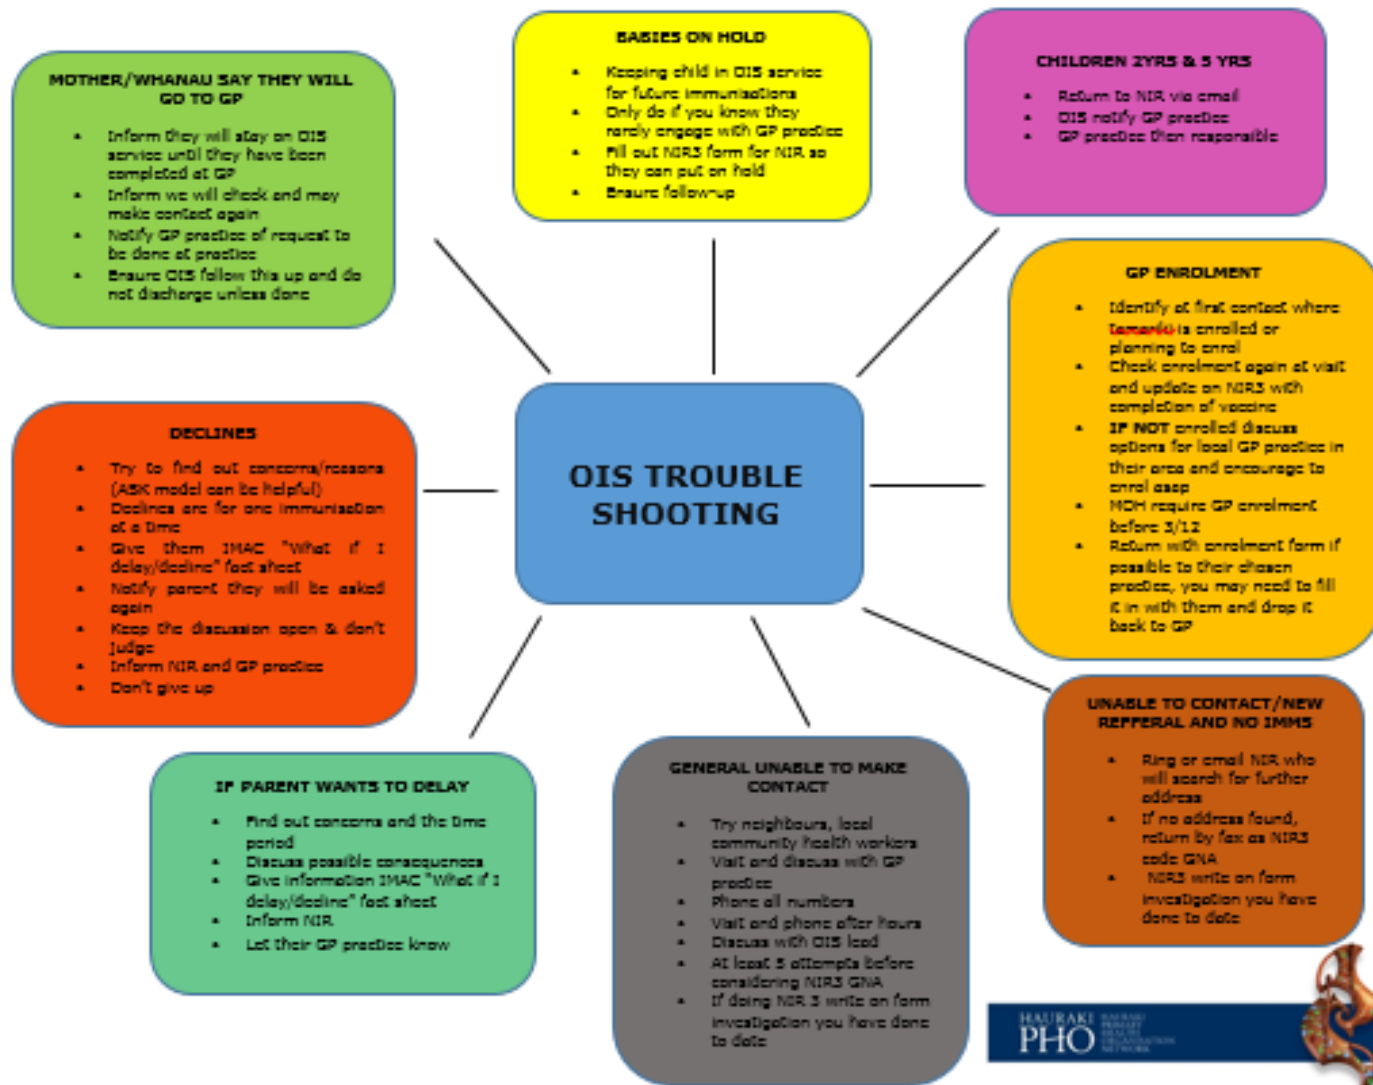 MOTHER/WHANAU SAY THEY WILL
GO TO GP
• Inform they will stay on OIS
service until they have been
completed at GP
• Inform we will check and may
make contact again
• Notify GP practice of request to
be done at practice
• Ensure OIS follow this up and do
not discharge unless done
BABIES ON HOLD
• Keeping child in OIS service
for future immunisations
• Only do if you know they
rarely engage with GP practice
• Fill out NIR3 form for NIR so
they can put on hold
• Ensure follow-up
CHILDREN 2YRS & 5 YRS
• Return to NIR via email
• OIS notify GP practice
• GP practice then responsible
GP ENROLMENT
• Identify at first contact where
tamariki is enrolled or
planning to enrol
• Check enrolment again at visit
and update on NIR3 with
completion of vaccine
• IF NOT enrolled discuss
options for local GP practice in
their area and encourage to
enrol asap
• MOH require GP enrolment
before 3/12
• Return with enrolment form if
possible to their chosen
practice, you may need to fill
it in with them and drop it
back to GP
OIS TROUBLE
SHOOTING
DECLINES
• Try to find out concerns/reasons
(ASK model can be helpful)
• Declines are for one immunisation
at a time
• Give them IMAC "What if I
delay/decline" fact sheet
• Notify parent they will be asked
again
• Keep the discussion open & don't
judge
• Inform NIR and GP practice
• Don't give up
IF PARENT WANTS TO DELAY
• Find out concerns and the time
period
• Discuss possible consequences
• Give information IMAC "What if I
delay/decline" fact sheet
• Inform NIR
• Let their GP practice know
GENERAL UNABLE TO MAKE
CONTACT
• Try neighbours, local
community health workers
• Visit and discuss with GP
practice
• Phone all numbers
• Visit and phone after hours
• Discuss with OIS lead
• At least 5 attempts before
considering NIR3 GNA
• If doing NIR 3 write on form
investigation you have done
to date
UNABLE TO CONTACT/NEW
REFFERAL AND NO IMMS
• Ring or email NIR who
will search for further
address
• If no address found,
return by fax as NIR3
code GNA
• NIR3 write on form
investigation you have
done to date
HAURAKI
PHO
HAURAKI
PRIMARY
HEALTH
ORGANISATION
NETWORK